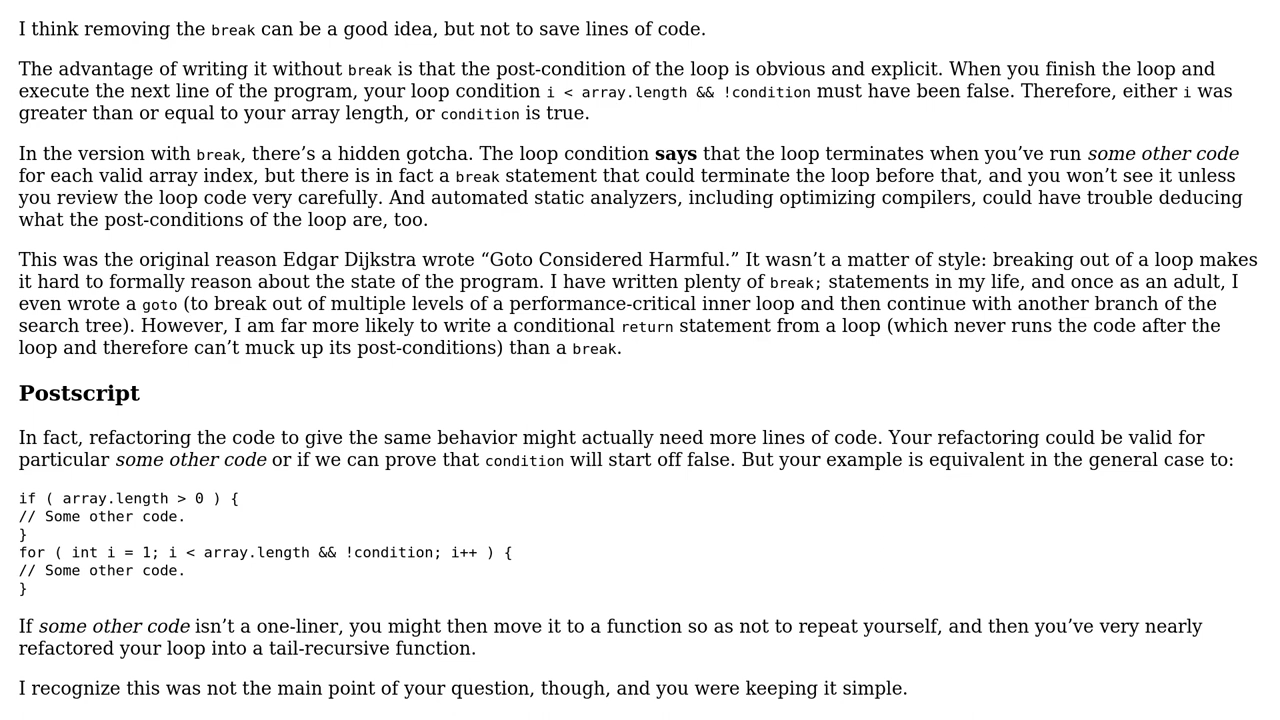 I think removing the break can be a good idea, but not to save lines of code.
The advantage of writing it without break is that the post-condition of the loop is obvious and explicit. When you finish the loop and
execute the next line of the program, your loop condition i < array.length && !condition must have been false. Therefore, either i was
greater than or equal to your array length, or condition is true.
In the version with break, there’s a hidden gotcha. The loop condition says that the loop terminates when you’ve run some other code
for each valid array index, but there is in fact a break statement that could terminate the loop before that, and you won’t see it unless
you review the loop code very carefully. And automated static analyzers, including optimizing compilers, could have trouble deducing
what the post-conditions of the loop are, too.
This was the original reason Edgar Dijkstra wrote “Goto Considered Harmful.” It wasn’t a matter of style: breaking out of a loop makes
it hard to formally reason about the state of the program. I have written plenty of break; statements in my life, and once as an adult, I
even wrote a goto (to break out of multiple levels of a performance-critical inner loop and then continue with another branch of the
search tree). However, I am far more likely to write a conditional return statement from a loop (which never runs the code after the
loop and therefore can’t muck up its post-conditions) than a break.
Postscript
In fact, refactoring the code to give the same behavior might actually need more lines of code. Your refactoring could be valid for
particular some other code or if we can prove that condition will start off false. But your example is equivalent in the general case to:
if ( array.length > 0 ) {
// Some other code.
}
for ( int i = 1; i < array.length && !condition; i++ ) {
// Some other code.
}
If some other code isn’t a one-liner, you might then move it to a function so as not to repeat yourself, and then you’ve very nearly
refactored your loop into a tail-recursive function.
I recognize this was not the main point of your question, though, and you were keeping it simple.